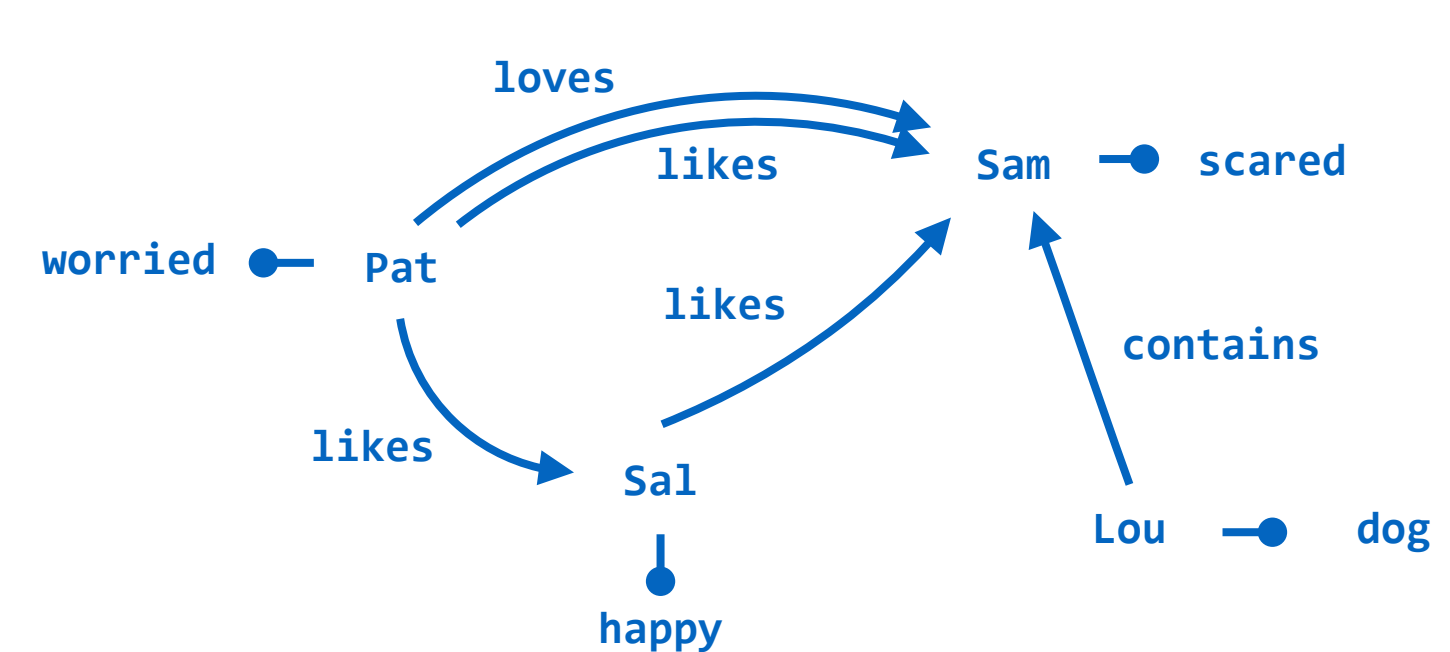 loves
likes
Sam
scared
worried
Pat
likes
contains
likes
Sal
Lou
dog
happy